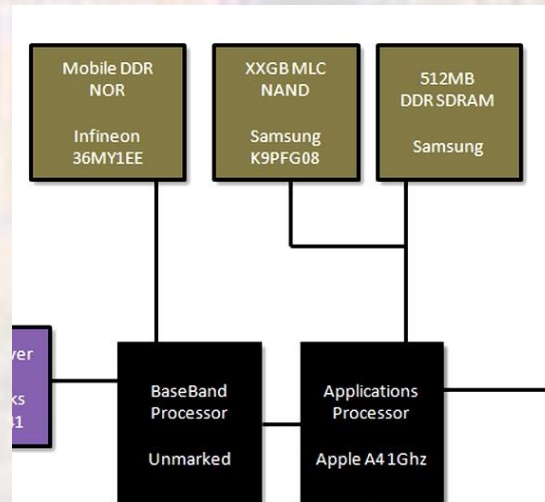 Mobile DDR
NOR
Infineon
36MY1EE
XXGB MLC
NAND
Samsung
K9PFG08
512MB
DDR SDRAM
Samsung
BaseBand
Processor
Unmarked
Applications
Processor
Apple A4 1Ghz